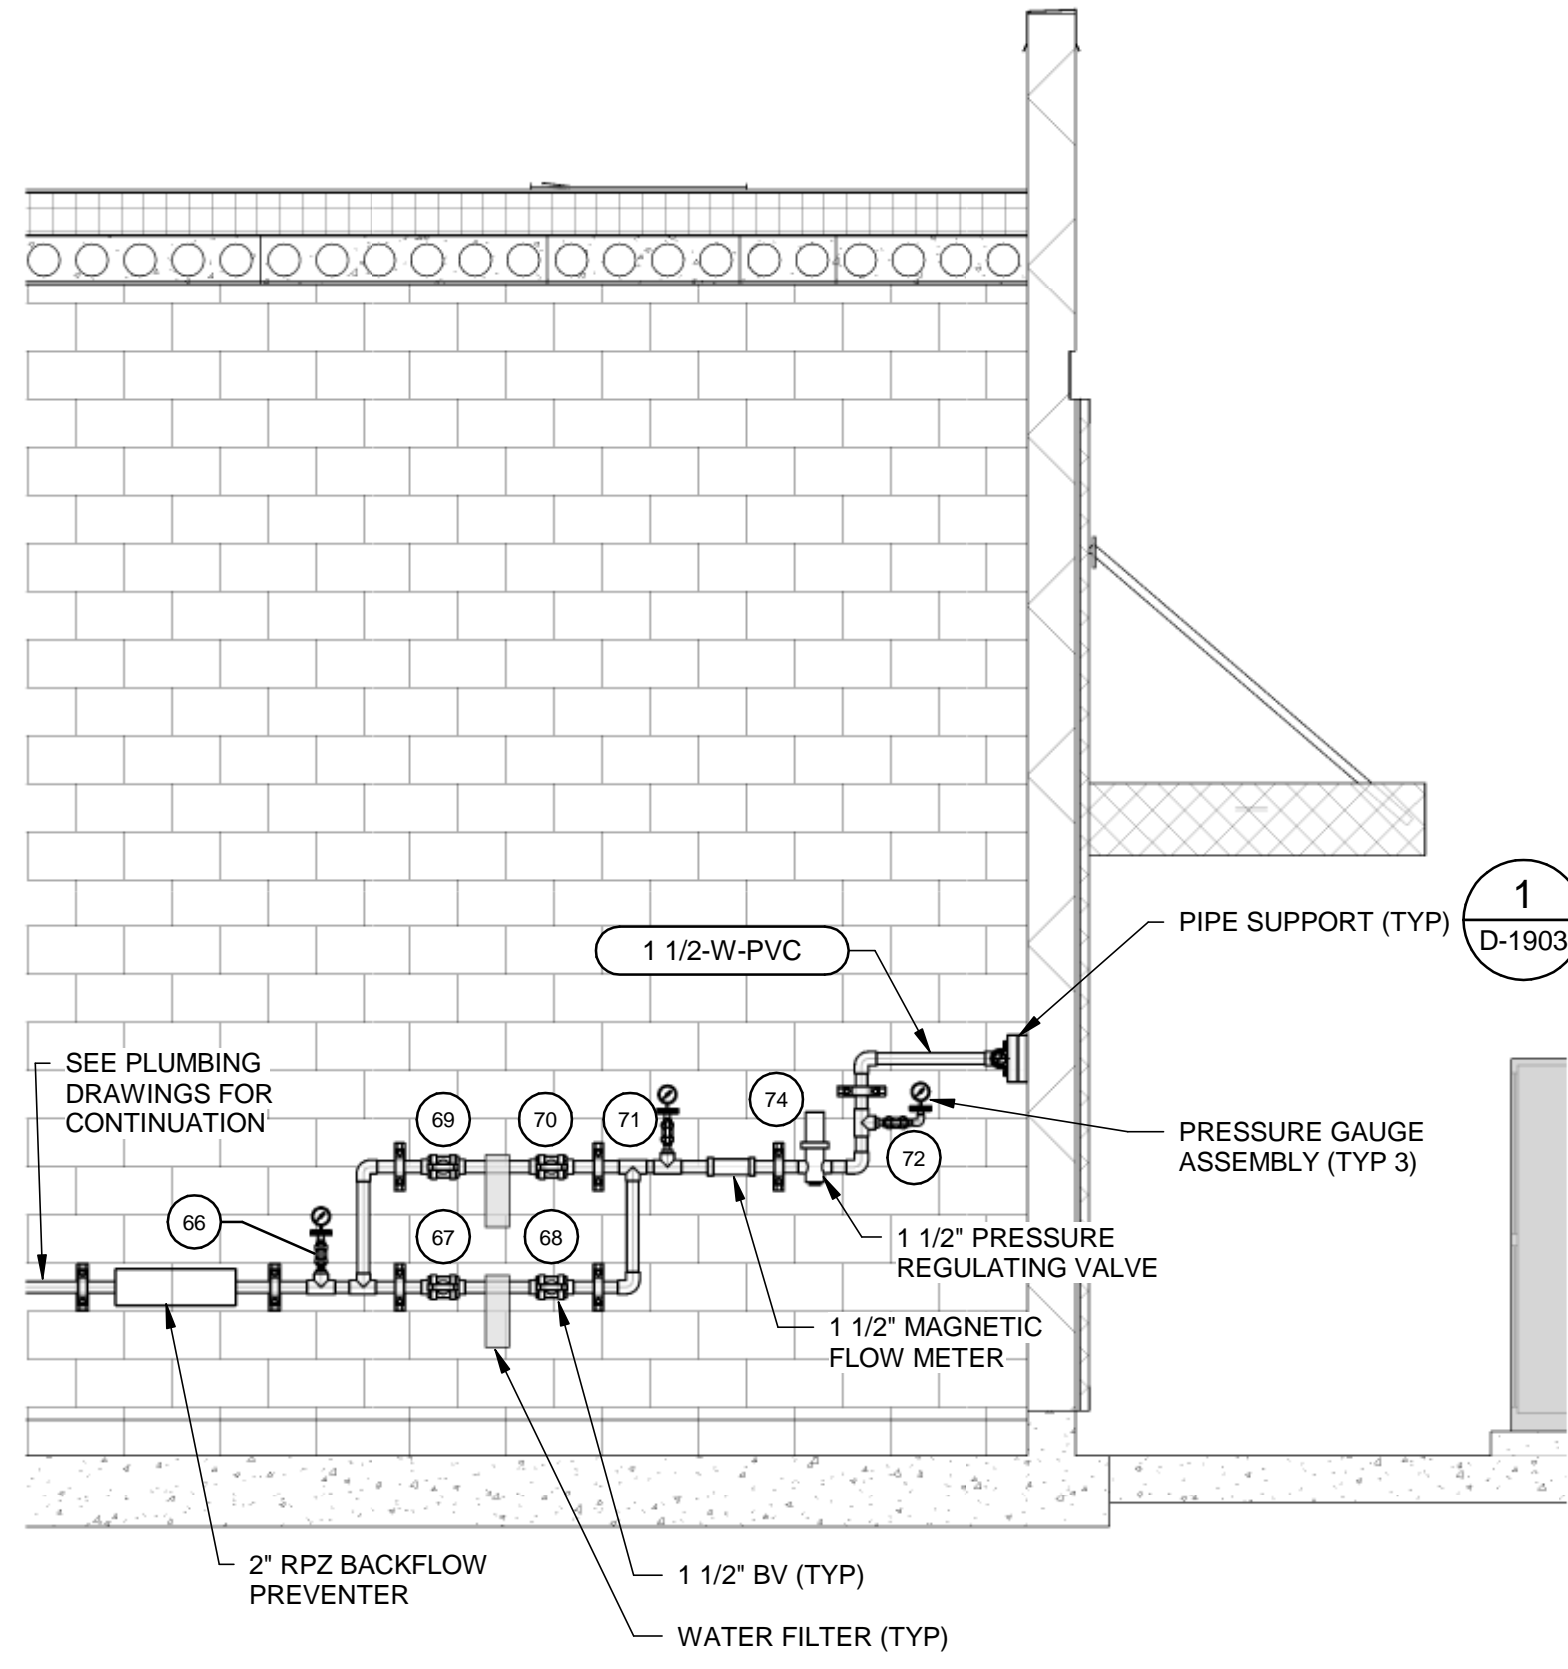 1
D-1903
PIPE SUPPORT (TYP)
1 1/2-W-PVC
SEE PLUMBING
DRAWINGS FOR
CONTINUATION
69
70
71
74
72
PRESSURE GAUGE
ASSEMBLY (TYP 3)
66
67
68
1 1/2" PRESSURE
REGULATING VALVE
1 1/2" MAGNETIC
FLOW METER
2" RPZ BACKFLOW
PREVENTER
1 1/2" BV (TYP)
WATER FILTER (TYP)